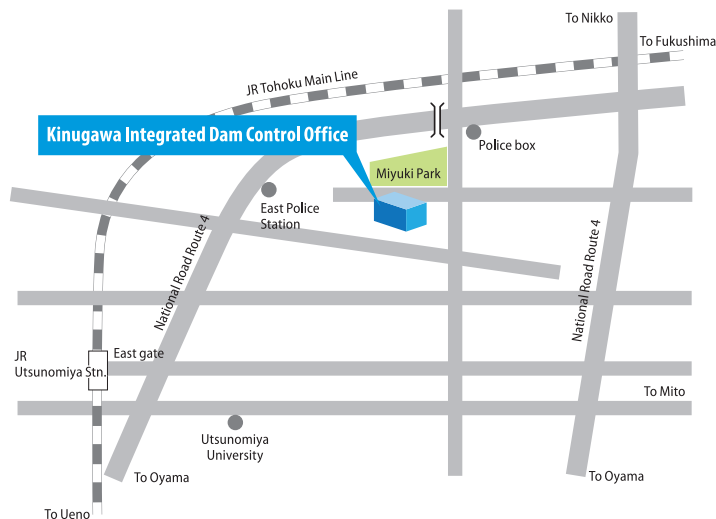 To Nikko
To Fukushima
JR Tohoku Main Line
Kinugawa Integrated Dam Control Office
Police box
Miyuki Park
East Police
Station
National Road Route 4
National Road Route 4
JR
Utsunomiya Stn.
East gate
To Mito
Utsunomiya
University
To Oyama
To Oyama
To Ueno